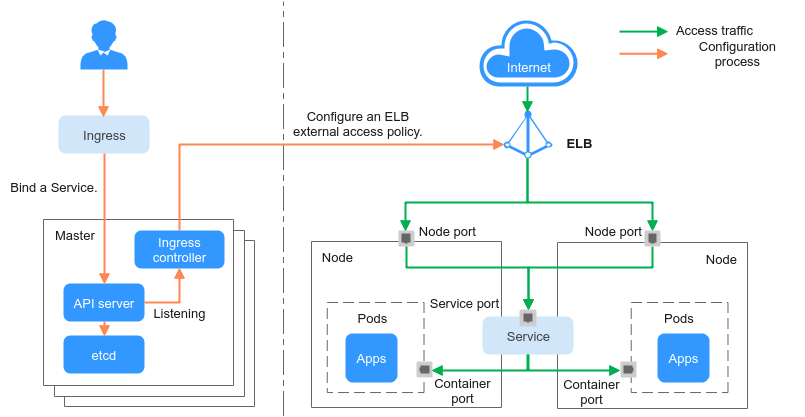 Access traffic
Configuration
process
Internet
Ingress
Configure an ELB
external access policy.
ELB
Bind a Service.
Master
Ingress
controller
API server
Listening
etcd
Node port
Node port
Node
Node
Service port
Service
Pods
Apps
Pods
Apps
Container
port
Container
port